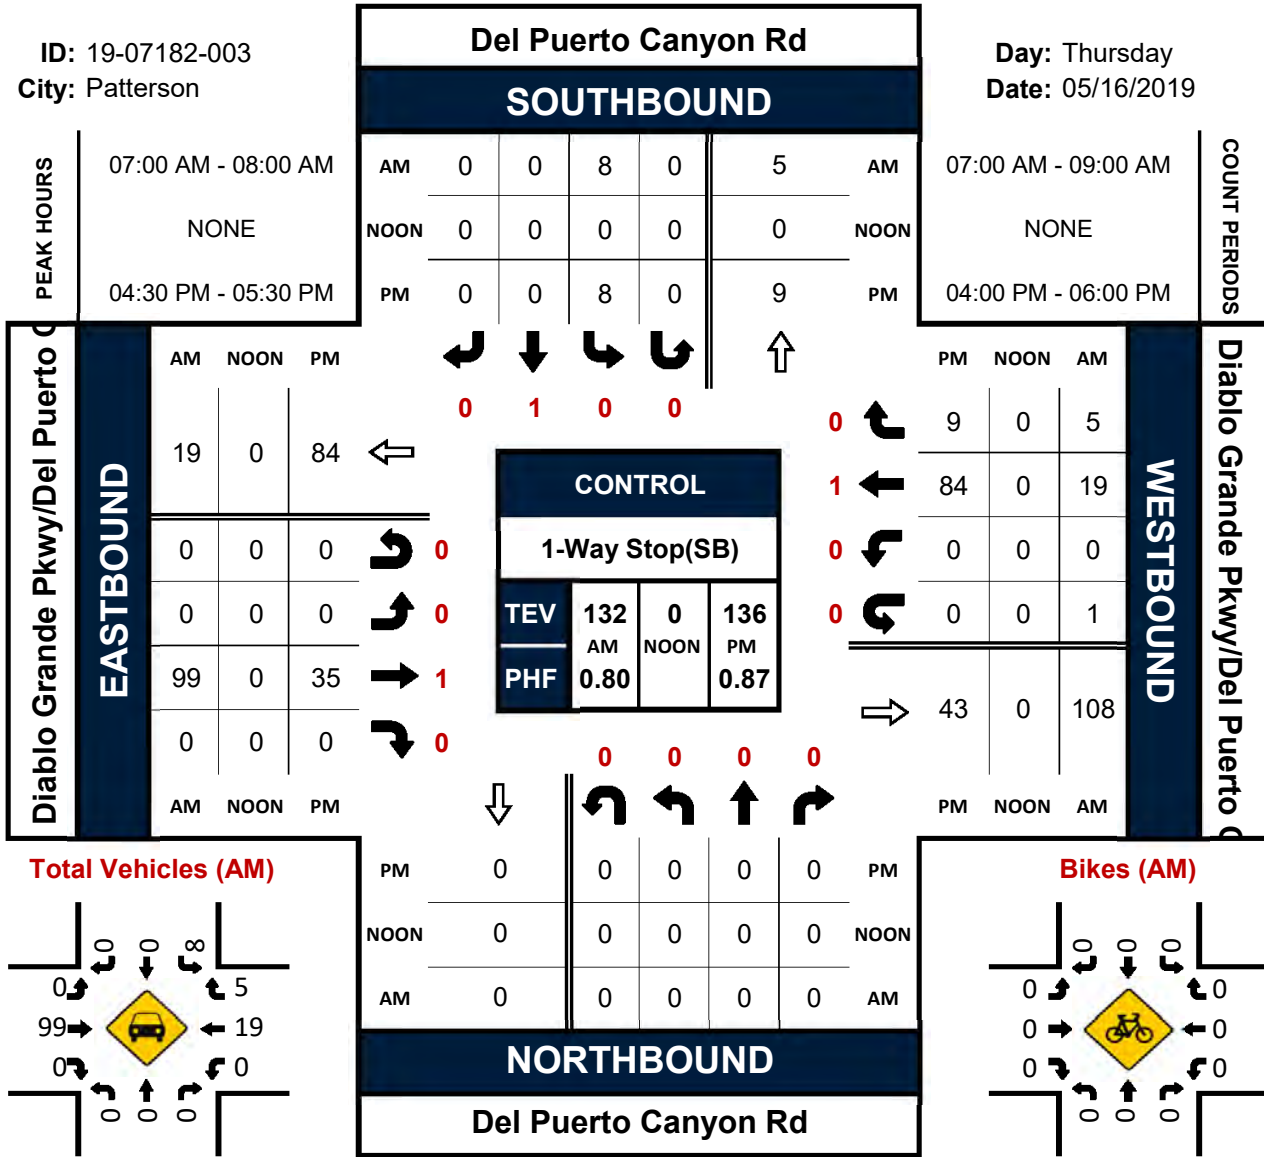 ID: 19-07182-003
City: Patterson
Del Puerto Canyon Rd
SOUTHBOUND
Day: Thursday
Date: 05/16/2019
PEAK HOURS
07:00 AM - 08:00 AM
NONE
04:30 PM - 05:30 PM
AM 0 0 8 0 5 AM
NOON 0 0 0 0 0 NOON
PM 0 0 8 0 9 PM
07:00 AM - 09:00 AM
NONE
04:00 PM - 06:00 PM
COUNT PERIODS
0 1 0 0
Diablo Grande Pkwy/Del Puerto
EASTBOUND
AM NOON PM
19 0 84
0 0 0 0
0 0 0 0
99 0 35 1
0 0 0 0
AM NOON PM
CONTROL
1-Way Stop(SB)
TEV 132 0 136
AM NOON PM
PHF 0.80 0.87
PM NOON AM
0 9 0 5
1 84 0 19
0 0 0 0
0 0 0 1
43 0 108
PM NOON AM
WESTBOUND
Diablo Grande Pkwy/Del Puerto
0 0 0 0
PM 0 0 0 0 0 PM
NOON 0 0 0 0 0 NOON
AM 0 0 0 0 0 AM
NORTHBOUND
Del Puerto Canyon Rd
Total Vehicles (AM)
0 0 8
0 5
99 19
0 0
0 0 0
Bikes (AM)
0 0 0
0 0
0 0
0 0
0 0 0